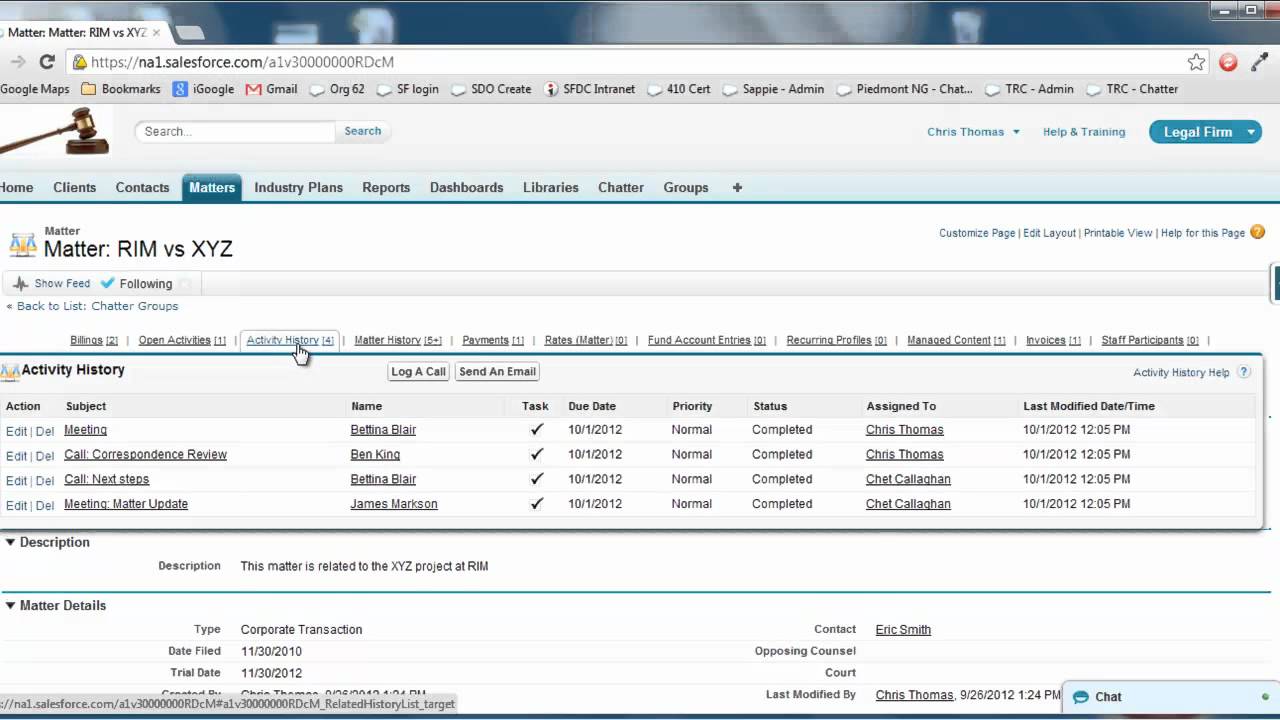 Matter: Matter: RIM vs XYZ ×
https://na1.salesforce.com/a1v30000000RDcM
Google Maps Bookmarks iGoogle Gmail Org 62 SF login SDO Create SFDC Intranet 410 Cert Sappie - Admin Piedmont NG - Chat... TRC - Admin TRC - Chatter
Search... Search Chris Thomas Help & Training Legal Firm
Home Clients Contacts Matters Industry Plans Reports Dashboards Libraries Chatter Groups +
Matter
Matter: RIM vs XYZ
Customize Page | Edit Layout | Printable View | Help for this Page ?
Show Feed Following
« Back to List: Chatter Groups
Billings [2] | Open Activities [1] | Activity History [4] | Matter History [5+] | Payments [1] | Rates (Matter) [0] | Fund Account Entries [0] | Recurring Profiles [0] | Managed Content [1] | Invoices [1] | Staff Participants [0] |
Activity History Log A Call Send An Email Activity History Help ?
Action Subject Name Task Due Date Priority Status Assigned To Last Modified Date/Time
Edit | Del Meeting Bettina Blair ✓ 10/1/2012 Normal Completed Chris Thomas 10/1/2012 12:05 PM
Edit | Del Call: Correspondence Review Ben King ✓ 10/1/2012 Normal Completed Chris Thomas 10/1/2012 12:05 PM
Edit | Del Call: Next steps Bettina Blair ✓ 10/1/2012 Normal Completed Chet Callaghan 10/1/2012 12:05 PM
Edit | Del Meeting: Matter Update James Markson ✓ 10/1/2012 Normal Completed Chet Callaghan 10/1/2012 12:05 PM
Description
Description This matter is related to the XYZ project at RIM
Matter Details
Type Corporate Transaction Contact Eric Smith
Date Filed 11/30/2010 Opposing Counsel
Trial Date 11/30/2012 Court
Created By Chris Thomas, 9/26/2012 1:24 PM Last Modified By Chris Thomas, 9/26/2012 1:24 PM
s://na1.salesforce.com/a1v30000000RDcM#a1v30000000RDcM_RelatedHistoryList_target
Chat